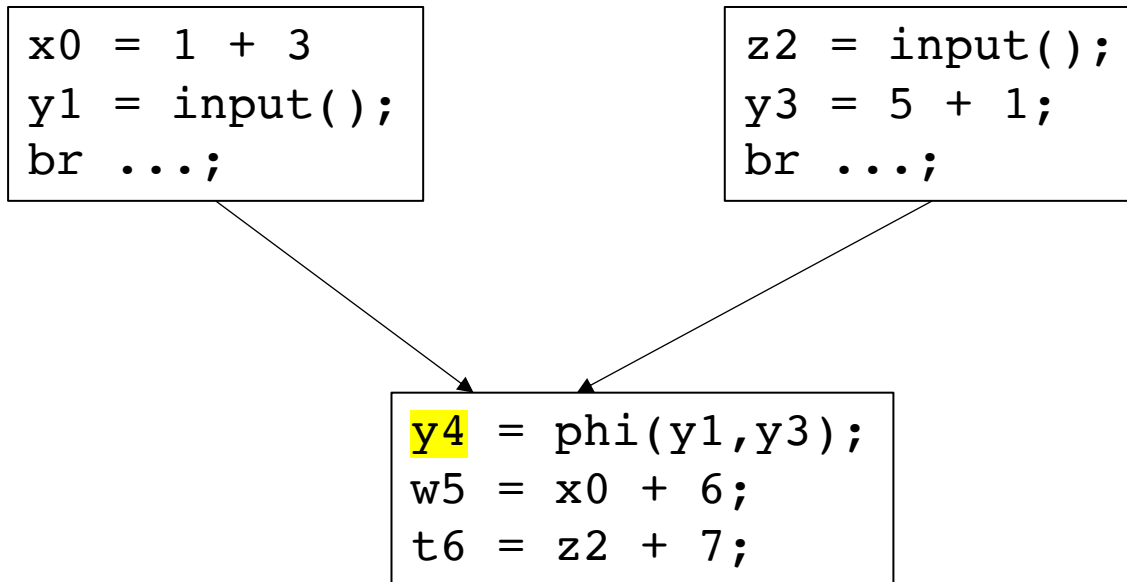 x0 = 1 + 3
y1 = input();
br ...;
z2 = input();
y3 = 5 + 1;
br ...;
y4 = phi(y1,y3);
w5 = x0 + 6;
t6 = z2 + 7;